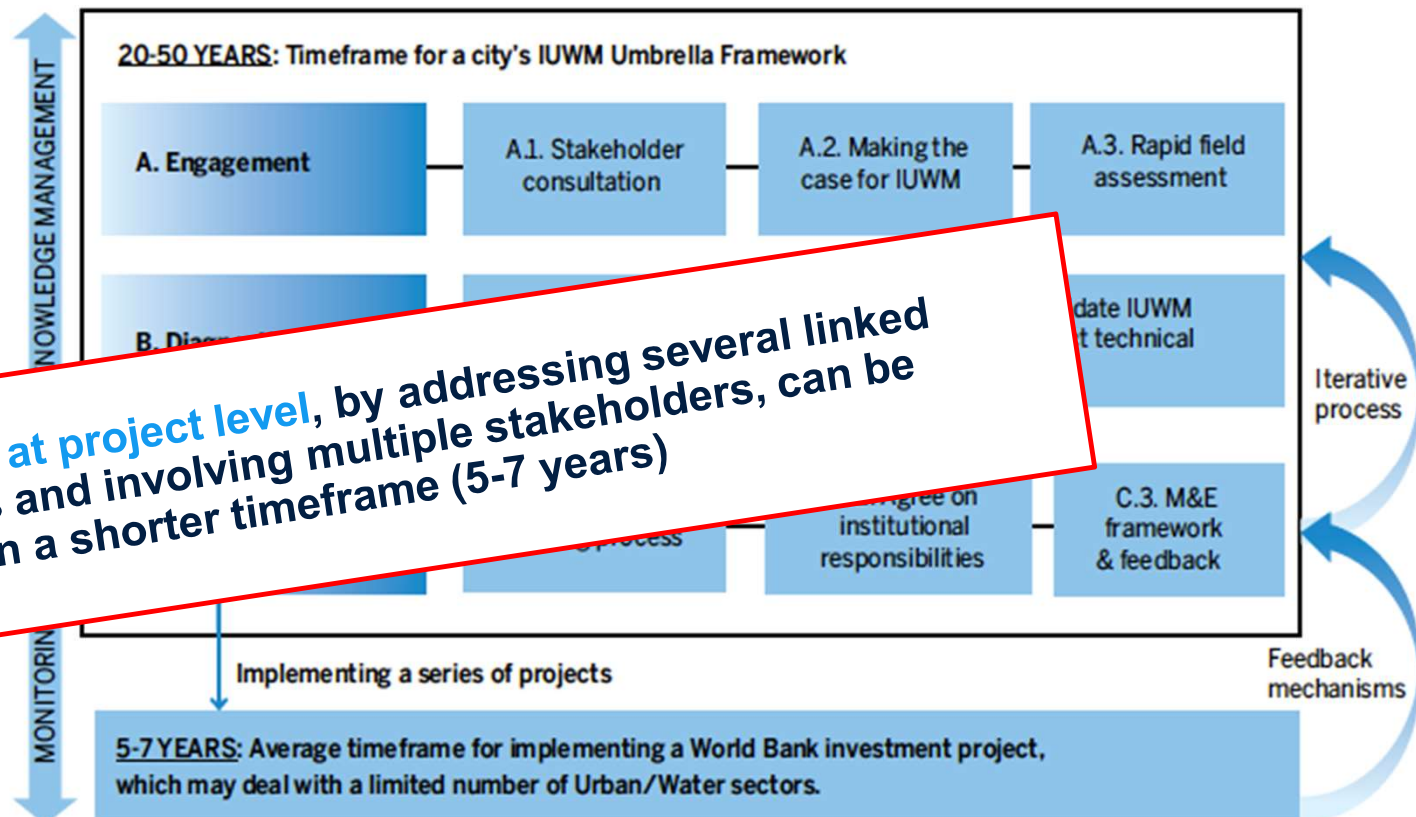 20-50 YEARS: Timeframe for a city's IUWM Umbrella Framework
A. Engagement
A.1. Stakeholder
consultation
A.2. Making the
case for IUWM
A.3. Rapid field
assessment
B.
date IUWM
technical
at project level, by addressing several linked
and involving multiple stakeholders, can be
a shorter timeframe (5-7 years)
process
Agree on
institutional
responsibilities
C.3. M&E
framework
& feedback
Iterative
process
Feedback
mechanisms
Implementing a series of projects
5-7 YEARS: Average timeframe for implementing a World Bank investment project,
which may deal with a limited number of Urban/Water sectors.
MANAGEMENT